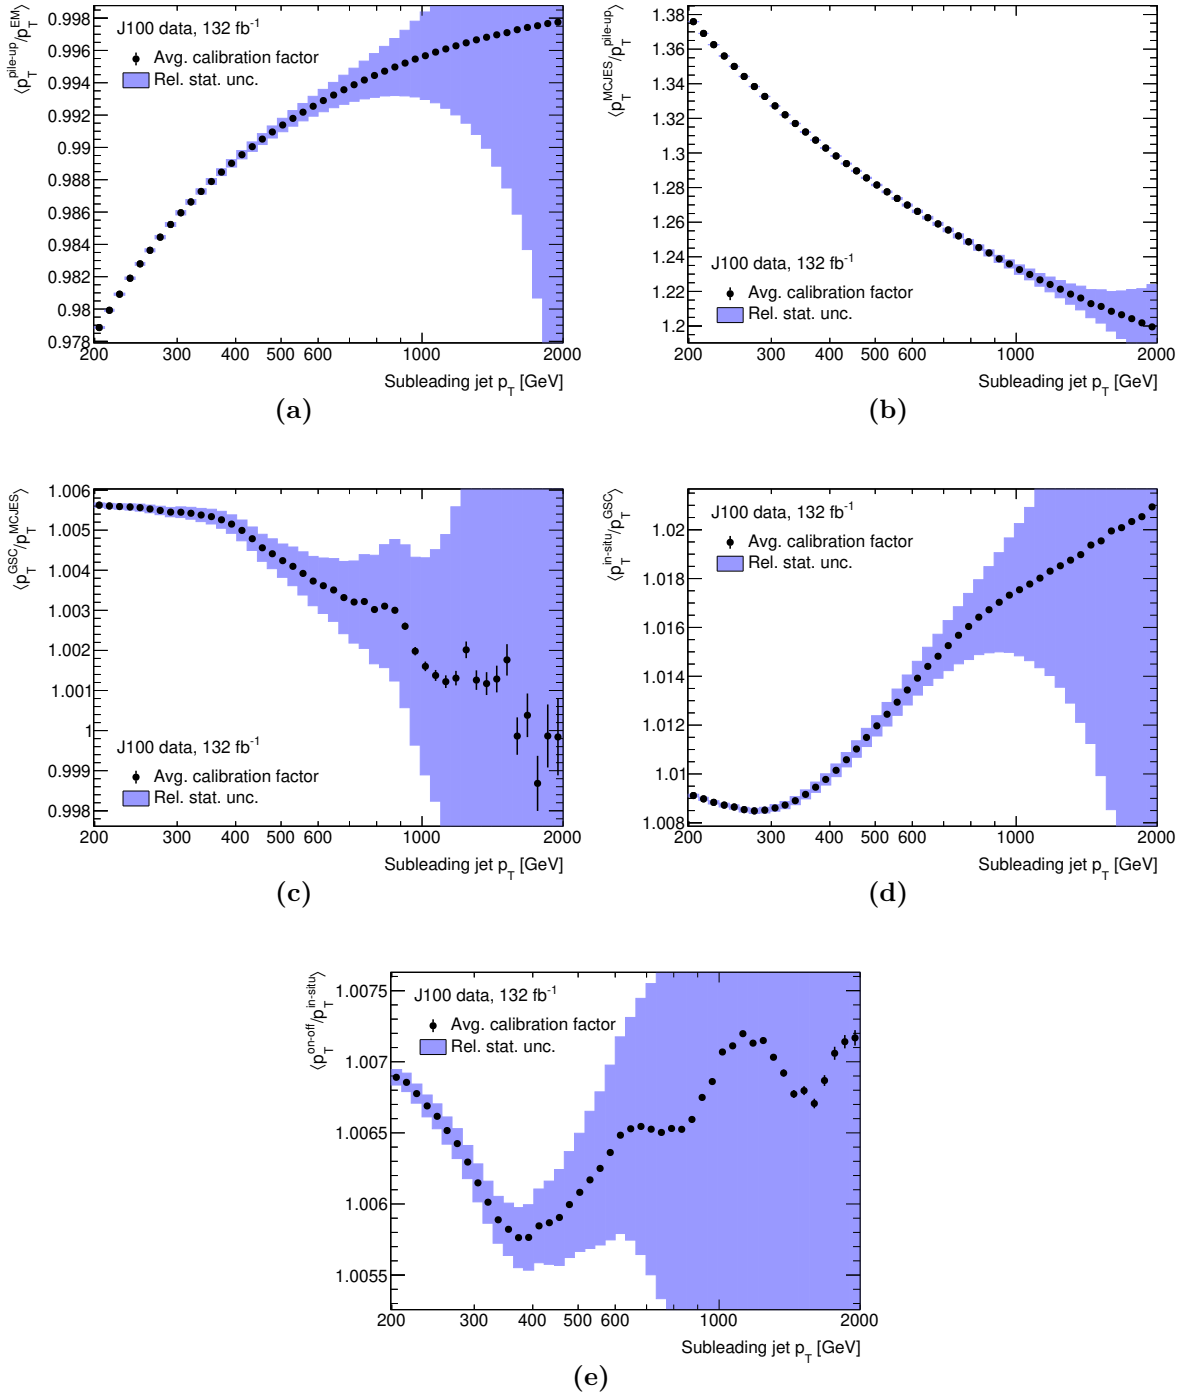 ⟨p_T^pile-up/p_T^EM⟩
0.998
0.996
0.994
0.992
0.99
0.988
0.986
0.984
0.982
0.98
0.978
J100 data, 132 fb⁻¹
Avg. calibration factor
Rel. stat. unc.
200 300 400 500 600 1000 2000
Subleading jet p_T [GeV]
(a)
⟨p_T^MCJES/p_T^pile-up⟩
1.38
1.36
1.34
1.32
1.3
1.28
1.26
1.24
1.22
1.2
J100 data, 132 fb⁻¹
Avg. calibration factor
Rel. stat. unc.
200 300 400 500 600 1000 2000
Subleading jet p_T [GeV]
(b)
⟨p_T^GSC/p_T^MCJES⟩
1.006
1.005
1.004
1.003
1.002
1.001
1
0.999
0.998
J100 data, 132 fb⁻¹
Avg. calibration factor
Rel. stat. unc.
200 300 400 500 600 1000 2000
Subleading jet p_T [GeV]
(c)
⟨p_T^in-situ/p_T^GSC⟩
1.02
1.018
1.016
1.014
1.012
1.01
1.008
J100 data, 132 fb⁻¹
Avg. calibration factor
Rel. stat. unc.
200 300 400 500 600 1000 2000
Subleading jet p_T [GeV]
(d)
⟨p_T^on-off/p_T^in-situ⟩
1.0075
1.007
1.0065
1.006
1.0055
J100 data, 132 fb⁻¹
Avg. calibration factor
Rel. stat. unc.
200 300 400 500 600 1000 2000
Subleading jet p_T [GeV]
(e)